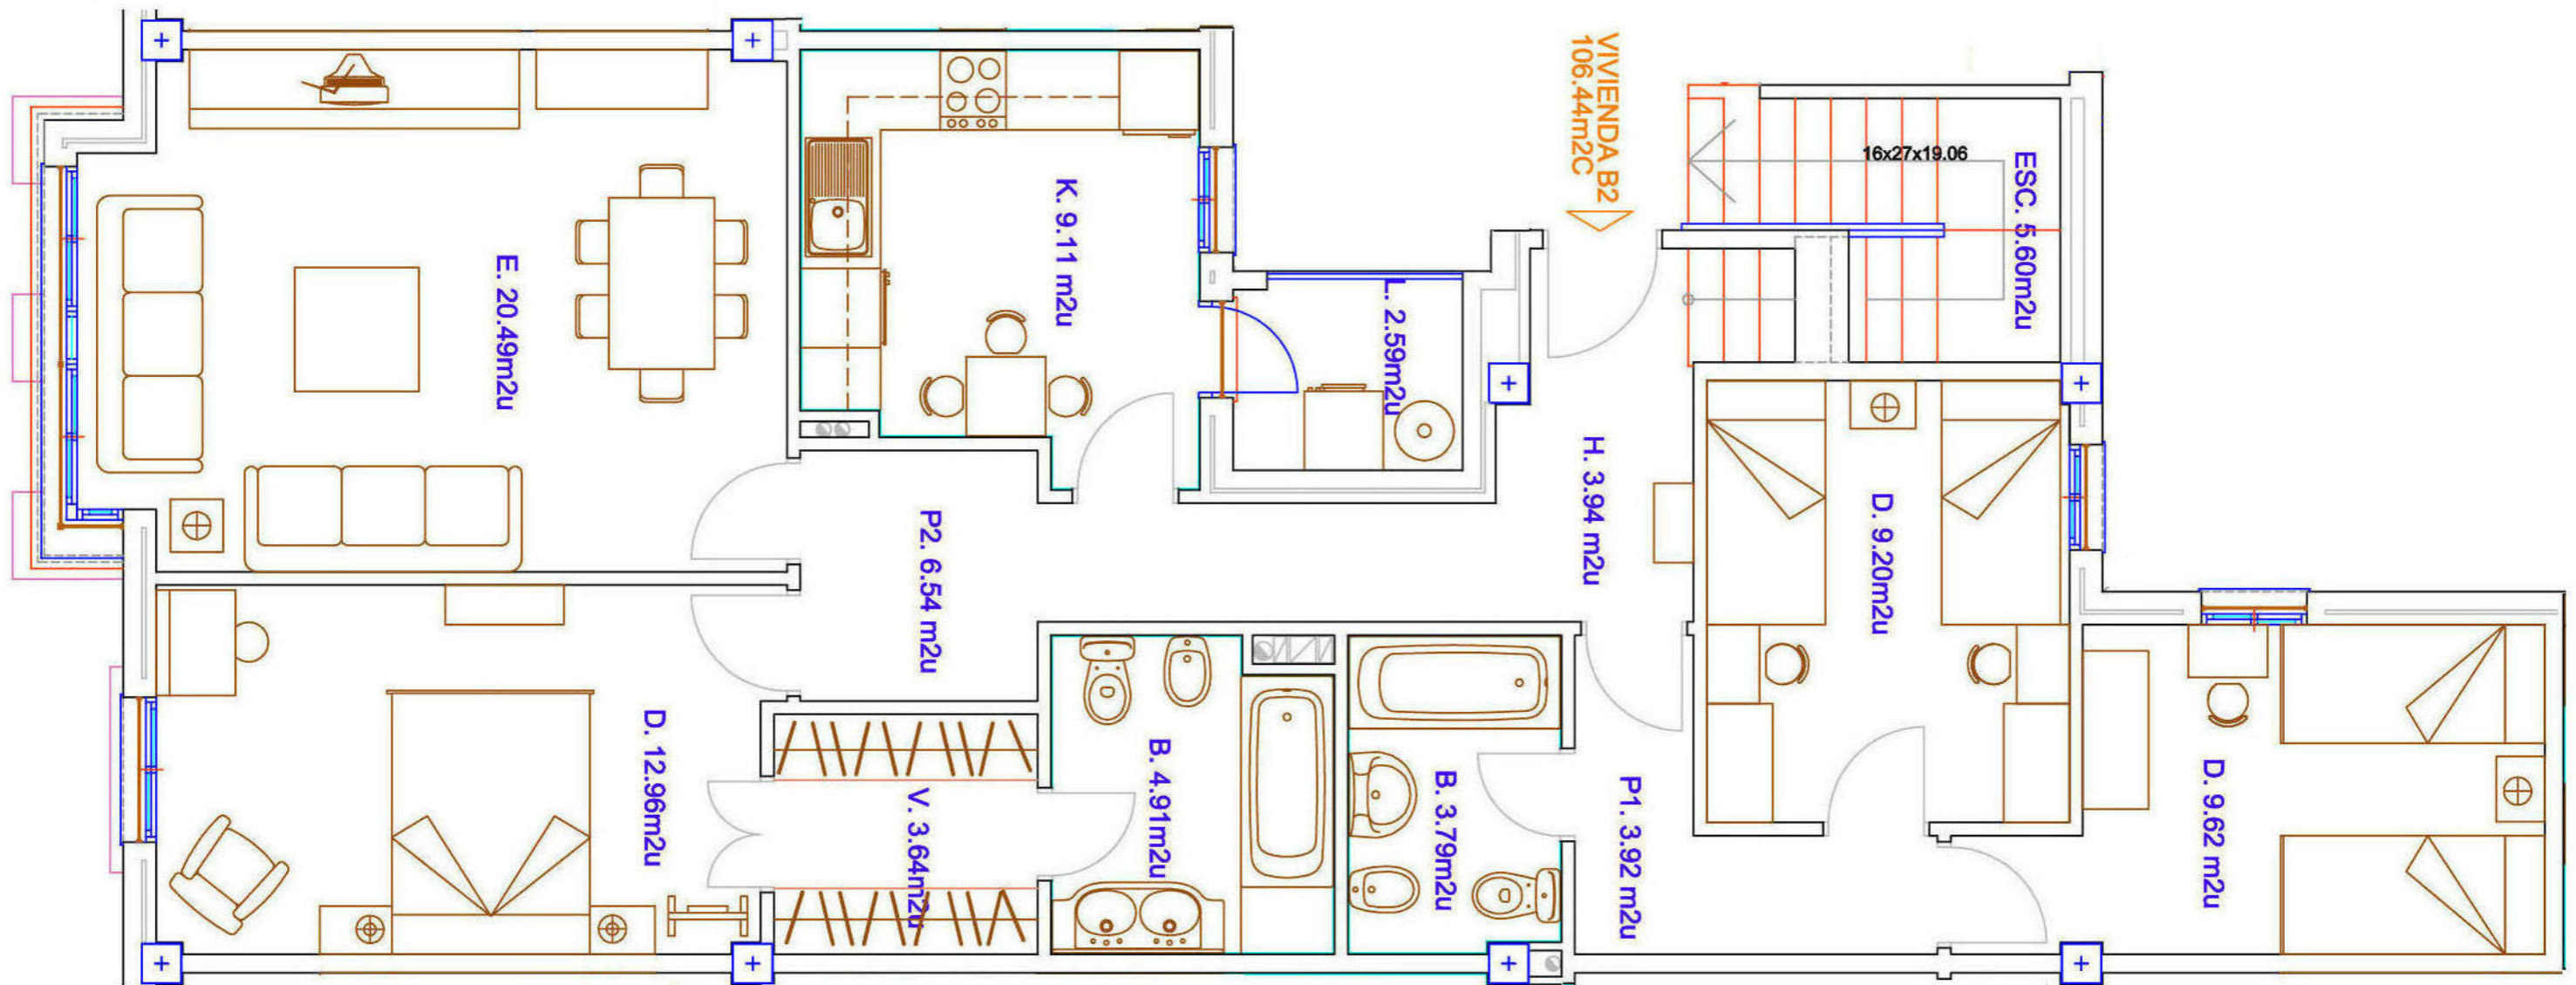 VIVIENDA B2
106.44m2C
16x27x19.06
ESC. 5.60m2u
K. 9.11 m2u
E. 20.49m2u
L. 2.59m2u
H. 3.94 m2u
D. 9.20m2u
P2. 6.54 m2u
D. 12.96m2u
V. 3.64m2u
B. 4.91m2u
B. 3.79m2u
P1. 3.92 m2u
D. 9.62 m2u